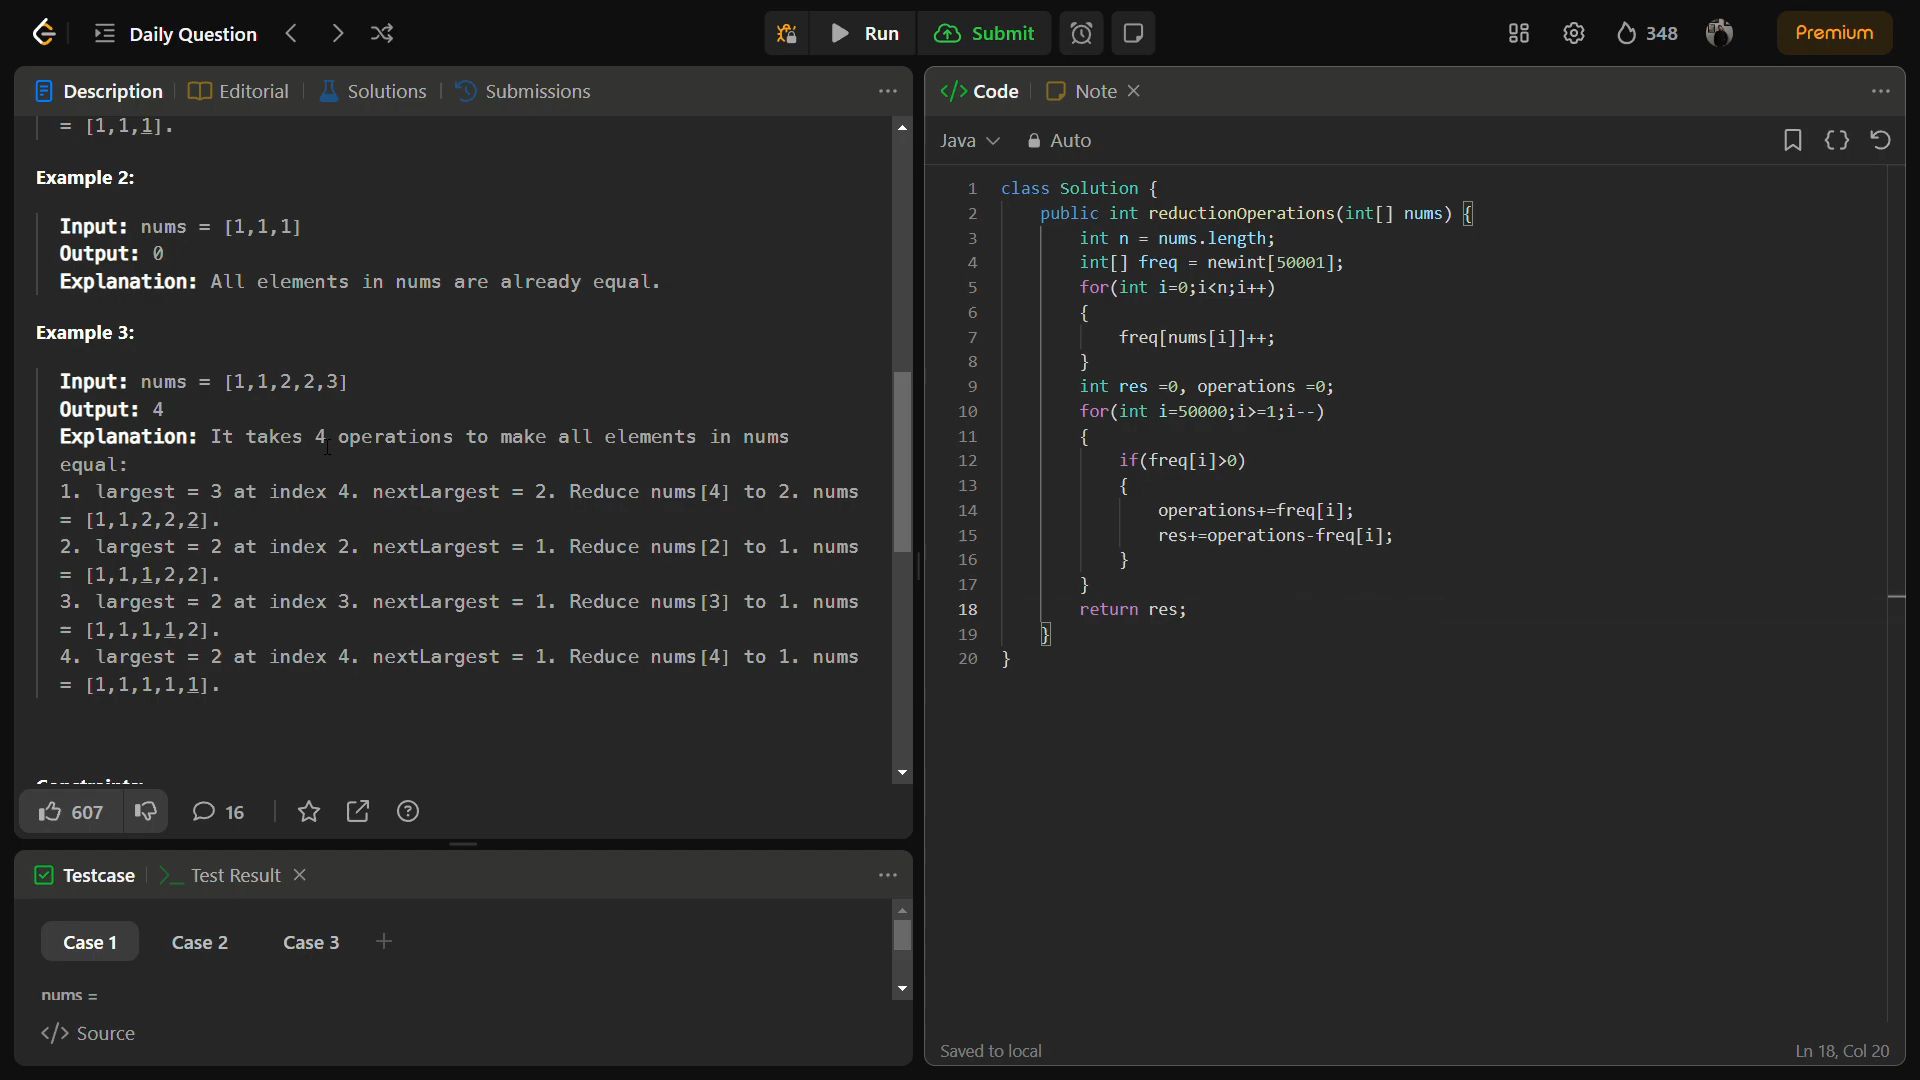 Daily Question
Run
Submit
348
Premium
Description
Editorial
Solutions
Submissions
= [1,1,1].
Example 2:
Input: nums = [1,1,1]
Output: 0
Explanation: All elements in nums are already equal.
Example 3:
Input: nums = [1,1,2,2,3]
Output: 4
Explanation: It takes 4 operations to make all elements in nums
equal:
1. largest = 3 at index 4. nextLargest = 2. Reduce nums[4] to 2. nums
= [1,1,2,2,2].
2. largest = 2 at index 2. nextLargest = 1. Reduce nums[2] to 1. nums
= [1,1,1,2,2].
3. largest = 2 at index 3. nextLargest = 1. Reduce nums[3] to 1. nums
= [1,1,1,1,2].
4. largest = 2 at index 4. nextLargest = 1. Reduce nums[4] to 1. nums
= [1,1,1,1,1].
607
16
Testcase
Test Result
Case 1
Case 2
Case 3
nums =
</> Source
</> Code
Note
Java
Auto
1 class Solution {
2 public int reductionOperations(int[] nums) {
3 int n = nums.length;
4 int[] freq = newint[50001];
5 for(int i=0;i<n;i++)
6 {
7 freq[nums[i]]++;
8 }
9 int res =0, operations =0;
10 for(int i=50000;i>=1;i--)
11 {
12 if(freq[i]>0)
13 {
14 operations+=freq[i];
15 res+=operations-freq[i];
16 }
17 }
18 return res;
19 }
20 }
Saved to local
Ln 18, Col 20